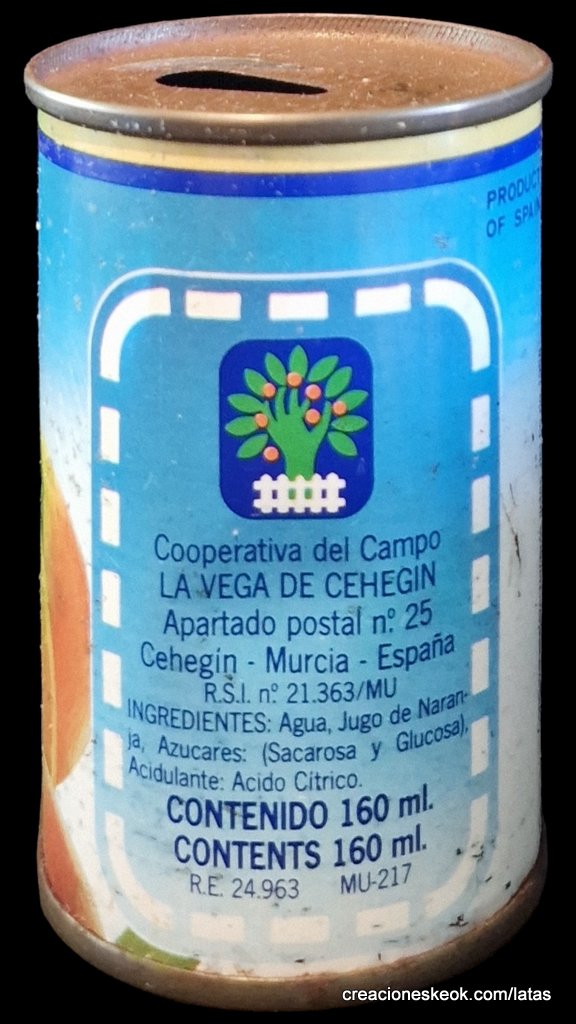 PRODUCT
OF SPAIN
Cooperativa del Campo
LA VEGA DE CEHEGIN
Apartado postal nº 25
Cehegín - Murcia - España
R.S.I. nº 21.363/MU
INGREDIENTES: Agua, Jugo de Naran-
ja, Azucares: (Sacarosa y Glucosa),
Acidulante: Acido Cítrico.
CONTENIDO 160 ml.
CONTENTS 160 ml.
R.E. 24.963 MU-217
creacioneskeok.com/latas